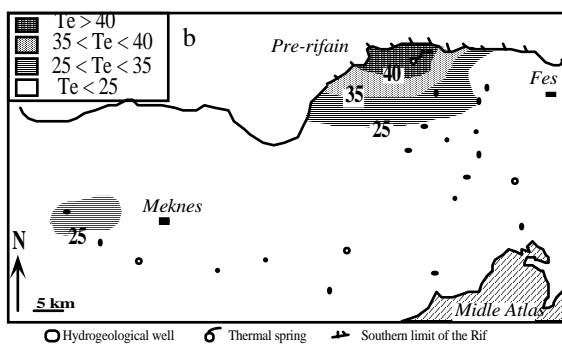 Te > 40
35 < Te < 40
25 < Te < 35
Te < 25
b
Pre-rifain
Fes
40
35
25
Meknes
25
N
5 km
Midle Atlas
Hydrogeological well
Thermal spring
Southern limit of the Rif